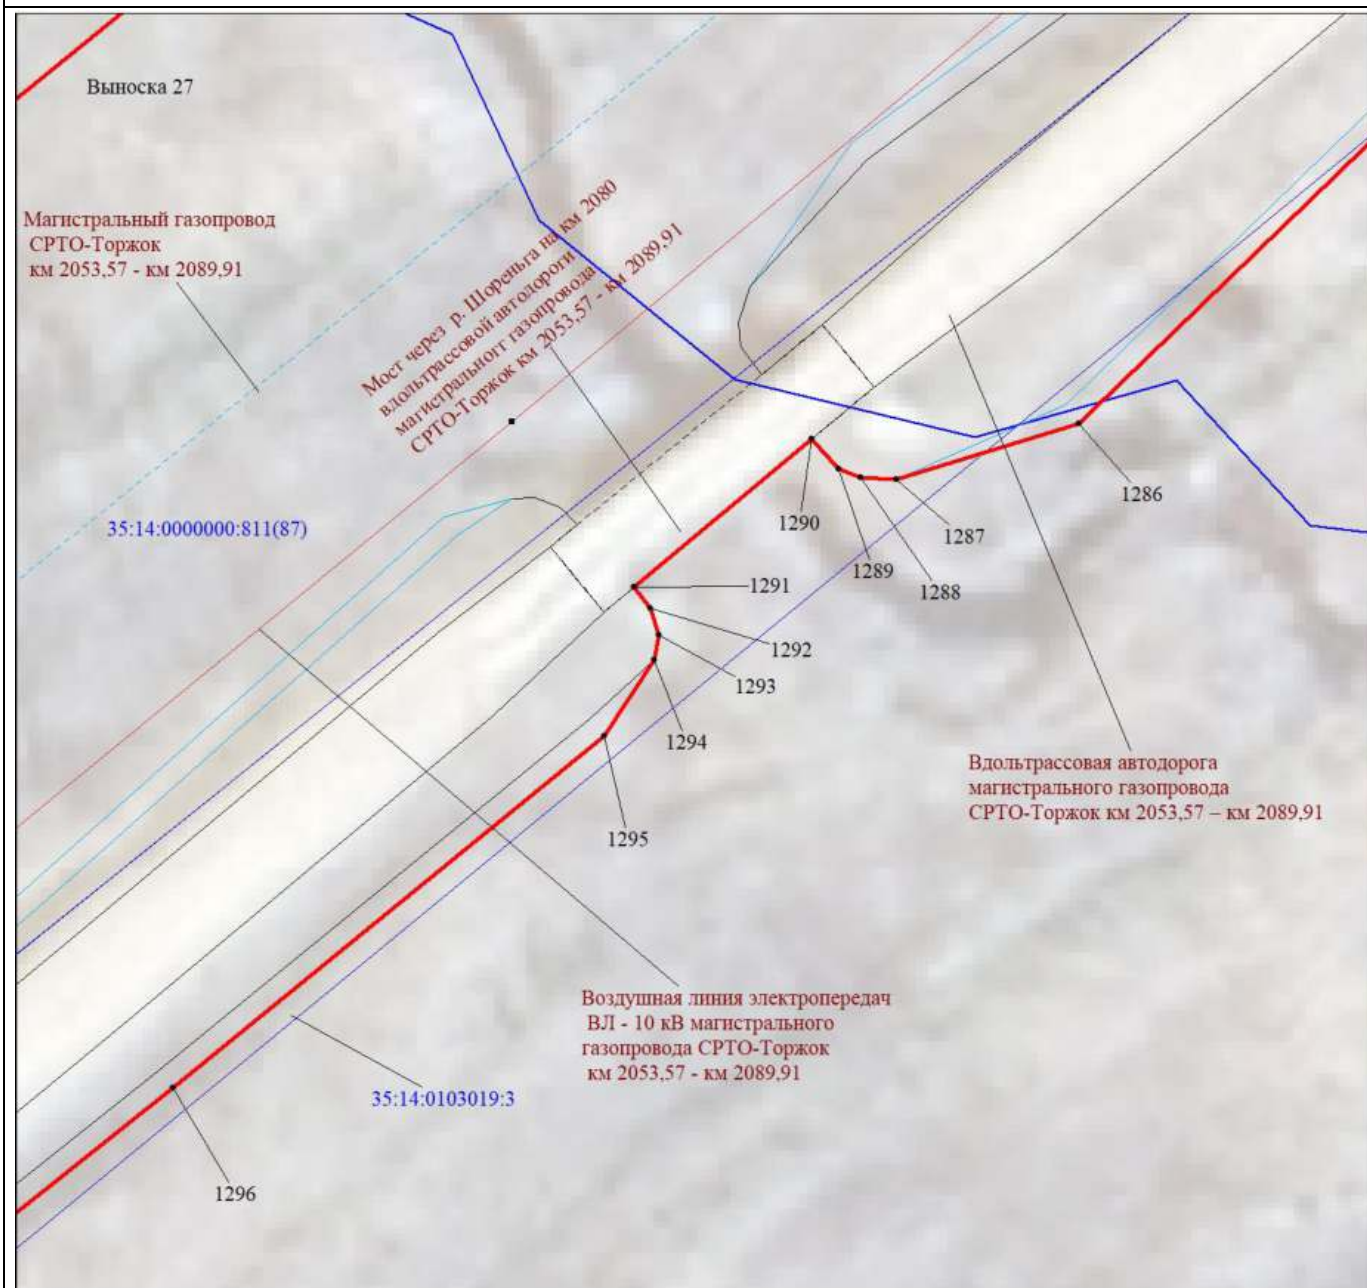 Выноска 27
Магистральный газопровод
СРТО-Торжок
км 2053,57 - км 2089,91
Мост через р. Шореньга на км 2080
вдольтрассовой автодороги
магистральногг газопровода
СРТО-Торжок км 2053,57 - км 2089,91
35:14:0000000:811(87)
1286
1287
1288
1289
1290
1291
1292
1293
1294
1295
Вдольтрассовая автодорога
магистрального газопровода
СРТО-Торжок км 2053,57 – км 2089,91
Воздушная линия электропередач
ВЛ - 10 кВ магистрального
газопровода СРТО-Торжок
км 2053,57 - км 2089,91
35:14:0103019:3
1296